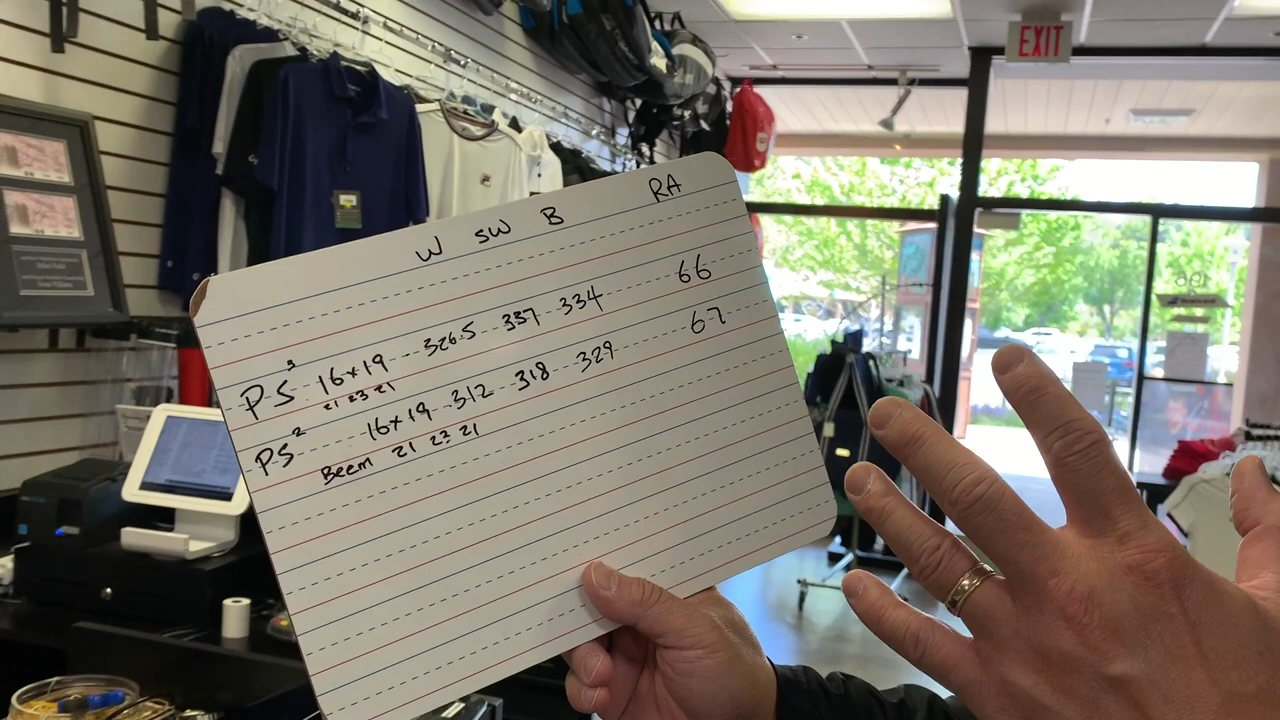 EXIT
W SW B RA
PS³ 16x19 326.5 337 334 66
21 23 21
PS² 16x19 312 318 329 67
Beem 21 23 21